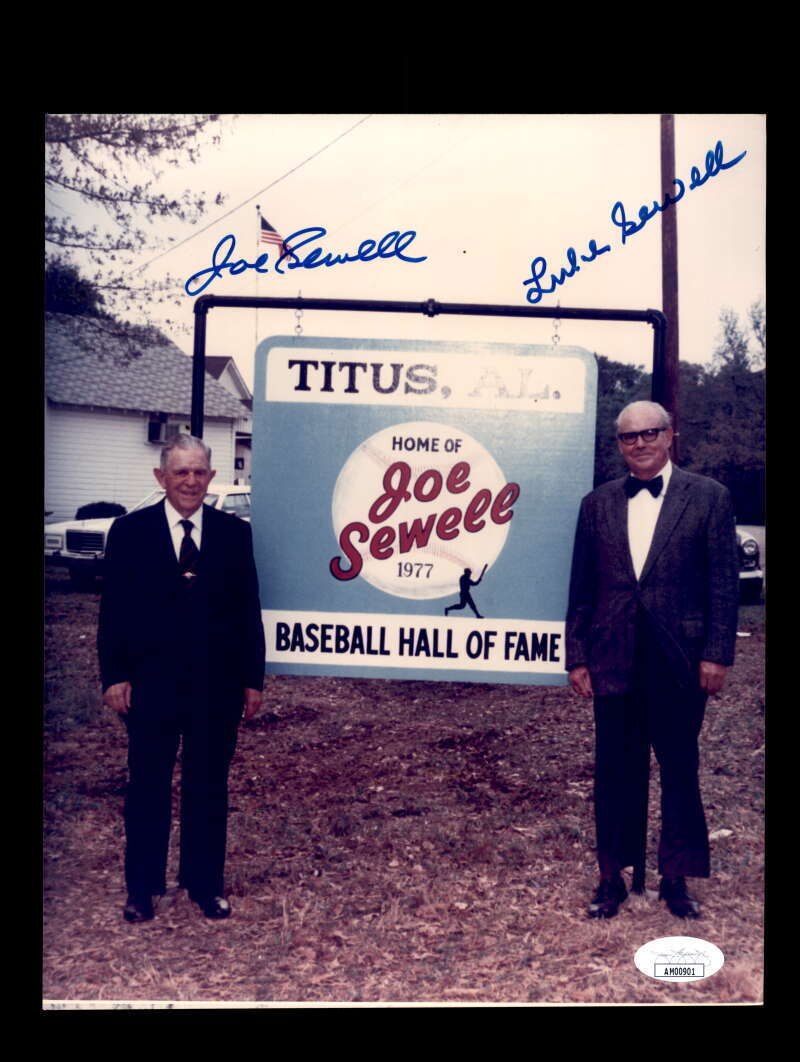 Joe Sewell
Luke Sewell
TITUS, AL.
HOME OF
Joe
Sewell
1977
BASEBALL HALL OF FAME
AM00901